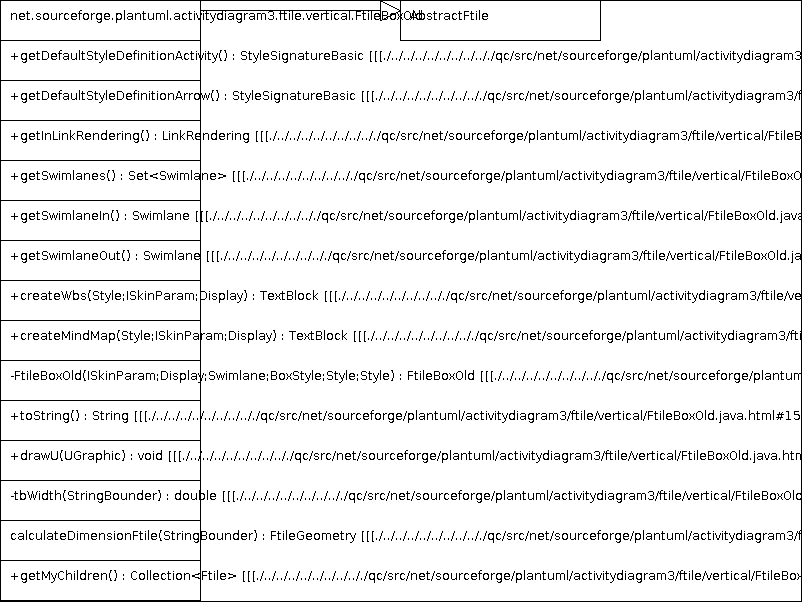 net.sourceforge.plantuml.activitydiagram3.ftile.vertical.FtileBoxOld
AbstractFtile
+getDefaultStyleDefinitionActivity() : StyleSignatureBasic [[[./../../../../../../../../../qc/src/net/sourceforge/plantuml/activitydiagram3
+getDefaultStyleDefinitionArrow() : StyleSignatureBasic [[[./../../../../../../../../../qc/src/net/sourceforge/plantuml/activitydiagram3/f
+getInLinkRendering() : LinkRendering [[[./../../../../../../../../../qc/src/net/sourceforge/plantuml/activitydiagram3/ftile/vertical/FtileB
+getSwimlanes() : Set<Swimlane> [[[./../../../../../../../../../qc/src/net/sourceforge/plantuml/activitydiagram3/ftile/vertical/FtileBoxO
+getSwimlaneIn() : Swimlane [[[./../../../../../../../../../qc/src/net/sourceforge/plantuml/activitydiagram3/ftile/vertical/FtileBoxOld.java
+getSwimlaneOut() : Swimlane [[[./../../../../../../../../../qc/src/net/sourceforge/plantuml/activitydiagram3/ftile/vertical/FtileBoxOld.ja
+createWbs(Style;ISkinParam;Display) : TextBlock [[[./../../../../../../../../../qc/src/net/sourceforge/plantuml/activitydiagram3/ftile/ve
+createMindMap(Style;ISkinParam;Display) : TextBlock [[[./../../../../../../../../../qc/src/net/sourceforge/plantuml/activitydiagram3/fti
-FtileBoxOld(ISkinParam;Display;Swimlane;BoxStyle;Style;Style) : FtileBoxOld [[[./../../../../../../../../../qc/src/net/sourceforge/plantum
+toString() : String [[[./../../../../../../../../../qc/src/net/sourceforge/plantuml/activitydiagram3/ftile/vertical/FtileBoxOld.java.html#15
+drawU(UGraphic) : void [[[./../../../../../../../../../qc/src/net/sourceforge/plantuml/activitydiagram3/ftile/vertical/FtileBoxOld.java.htm
-tbWidth(StringBounder) : double [[[./../../../../../../../../../qc/src/net/sourceforge/plantuml/activitydiagram3/ftile/vertical/FtileBoxOld
calculateDimensionFtile(StringBounder) : FtileGeometry [[[./../../../../../../../../../qc/src/net/sourceforge/plantuml/activitydiagram3/f
+getMyChildren() : Collection<Ftile> [[[./../../../../../../../../../qc/src/net/sourceforge/plantuml/activitydiagram3/ftile/vertical/FtileBox